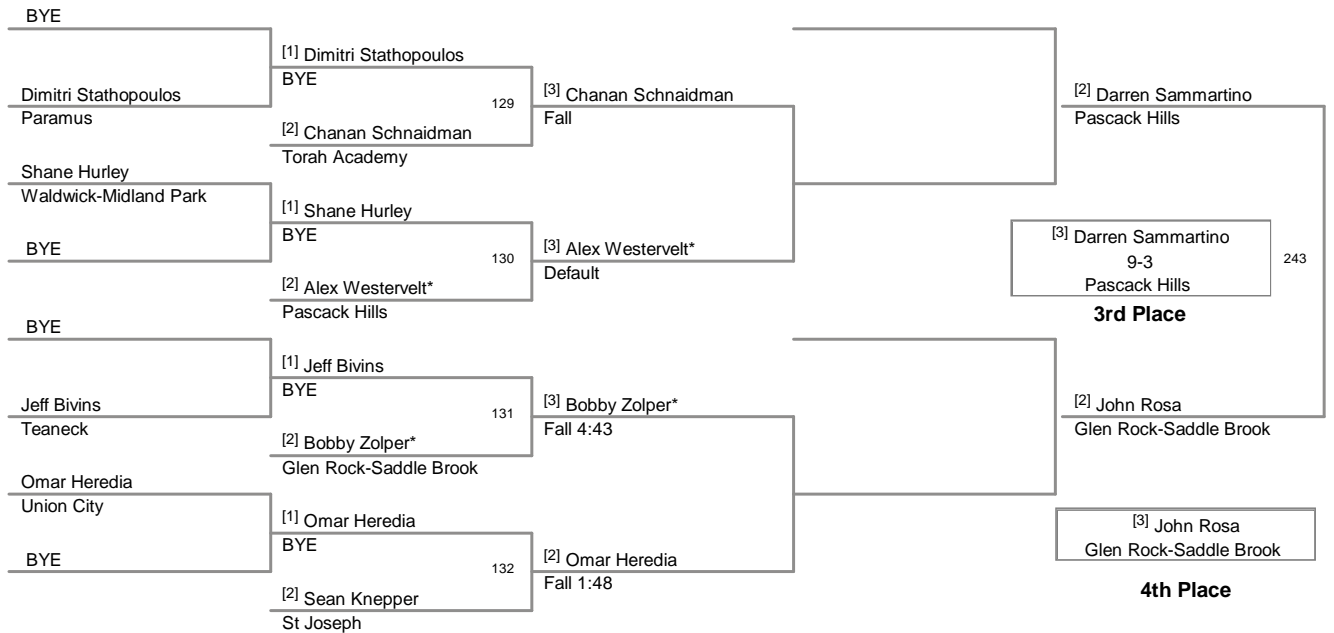 BYE
[1] Dimitri Stathopoulos
BYE
Dimitri Stathopoulos
Paramus
129
[3] Chanan Schnaidman
Fall
[2] Darren Sammartino
Pascack Hills
[2] Chanan Schnaidman
Torah Academy
Shane Hurley
Waldwick-Midland Park
[1] Shane Hurley
BYE
BYE
130
[3] Alex Westervelt*
Default
[3] Darren Sammartino
9-3
Pascack Hills
243
3rd Place
[2] Alex Westervelt*
Pascack Hills
BYE
[1] Jeff Bivins
BYE
Jeff Bivins
Teaneck
131
[3] Bobby Zolper*
Fall 4:43
[2] John Rosa
Glen Rock-Saddle Brook
[2] Bobby Zolper*
Glen Rock-Saddle Brook
Omar Heredia
Union City
[1] Omar Heredia
BYE
BYE
132
[2] Omar Heredia
Fall 1:48
[3] John Rosa
Glen Rock-Saddle Brook
4th Place
[2] Sean Knepper
St Joseph